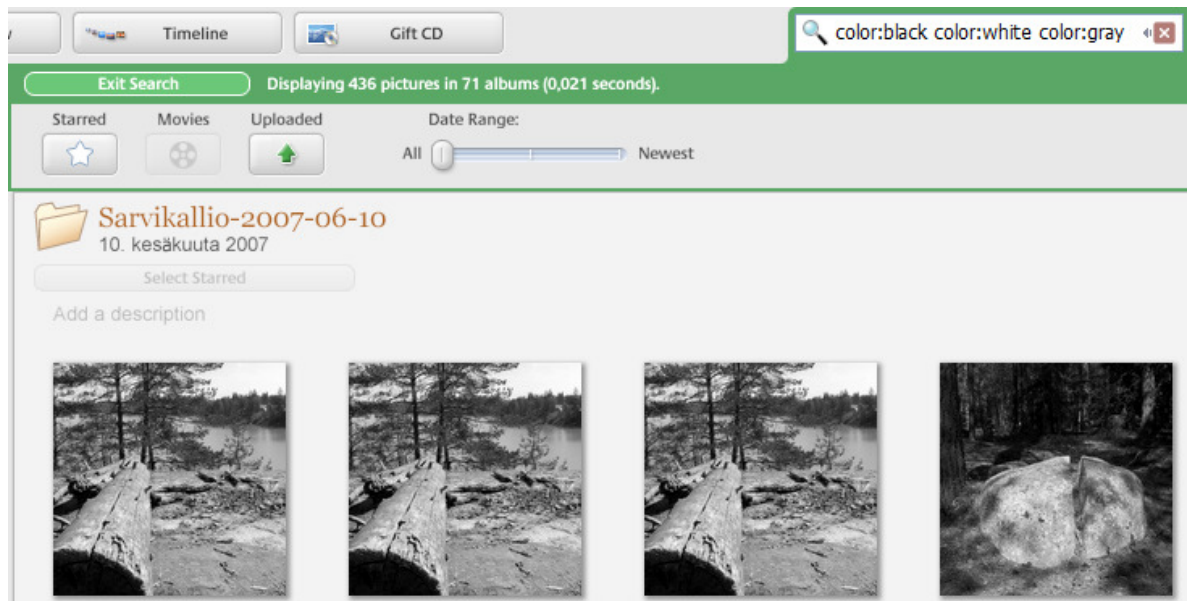 Timeline
Gift CD
color:black color:white color:gray
Exit Search
Displaying 436 pictures in 71 albums (0,021 seconds).
Starred
Movies
Uploaded
Date Range:
All
Newest
Sarvikallio-2007-06-10
10. kesäkuuta 2007
Select Starred
Add a description